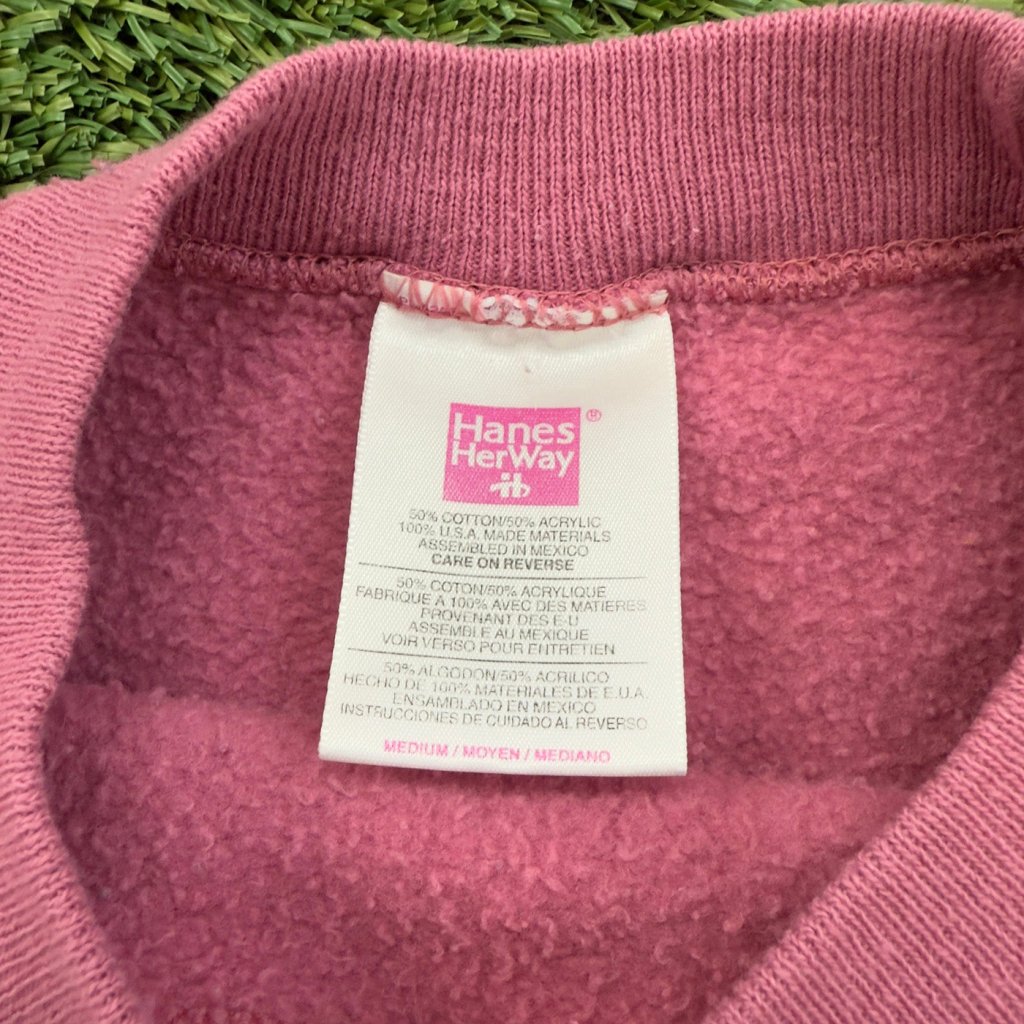 Hanes
HerWay
®
50% COTTON/50% ACRYLIC
100% U.S.A. MADE MATERIALS
ASSEMBLED IN MEXICO
CARE ON REVERSE
50% COTON/50% ACRYLIQUE
FABRIQUE A 100% AVEC DES MATIERES
PROVENANT DES E-U
ASSEMBLE AU MEXIQUE
VOIR VERSO POUR ENTRETIEN
50% ALGODON/50% ACRILICO
HECHO DE 100% MATERIALES DE E.U.A.
ENSAMBLADO EN MEXICO
INSTRUCCIONES DE CUIDADO AL REVERSO
MEDIUM / MOYEN / MEDIANO